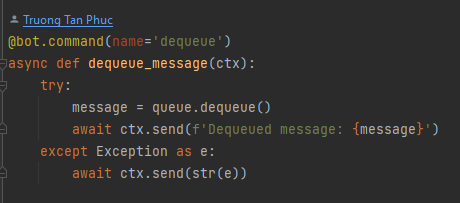 Truong Tan Phuc
@bot.command(name='dequeue')
async def dequeue_message(ctx):
    try:
        message = queue.dequeue()
        await ctx.send(f'Dequeued message: {message}')
    except Exception as e:
        await ctx.send(str(e))